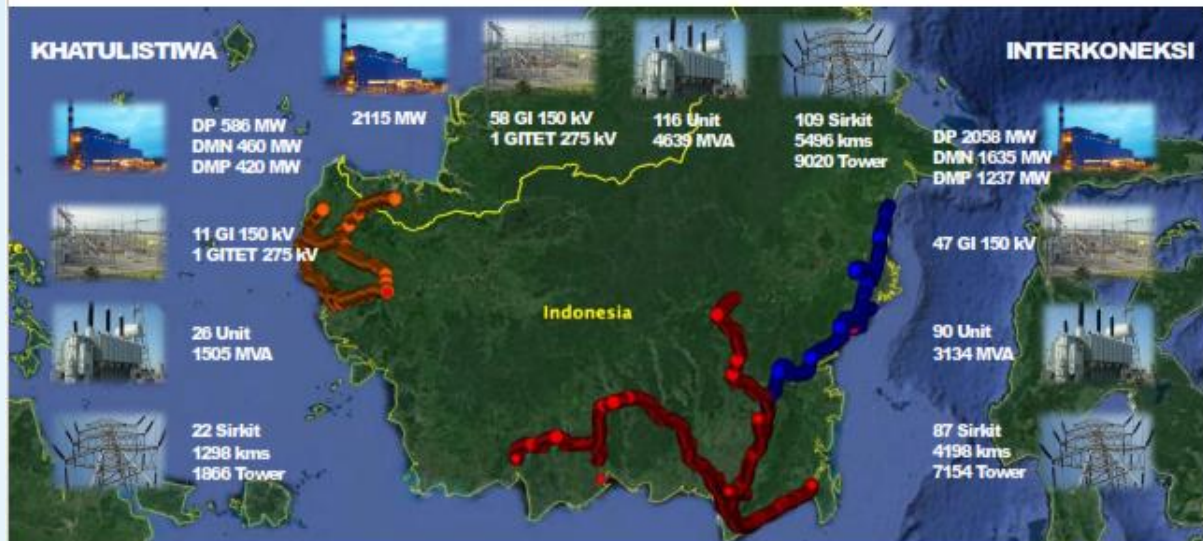 KHATULISTIWA
INTERKONEKSI
2115 MW
58 GI 150 kV
1 GITET 275 kV
116 Unit
4639 MVA
109 Sirkit
5496 kms
9020 Tower
DP 586 MW
DMN 460 MW
DMP 420 MW
11 GI 150 kV
1 GITET 275 kV
26 Unit
1505 MVA
22 Sirkit
1298 kms
1866 Tower
Indonesia
DP 2058 MW
DMN 1635 MW
DMP 1237 MW
47 GI 150 kV
90 Unit
3134 MVA
87 Sirkit
4198 kms
7154 Tower